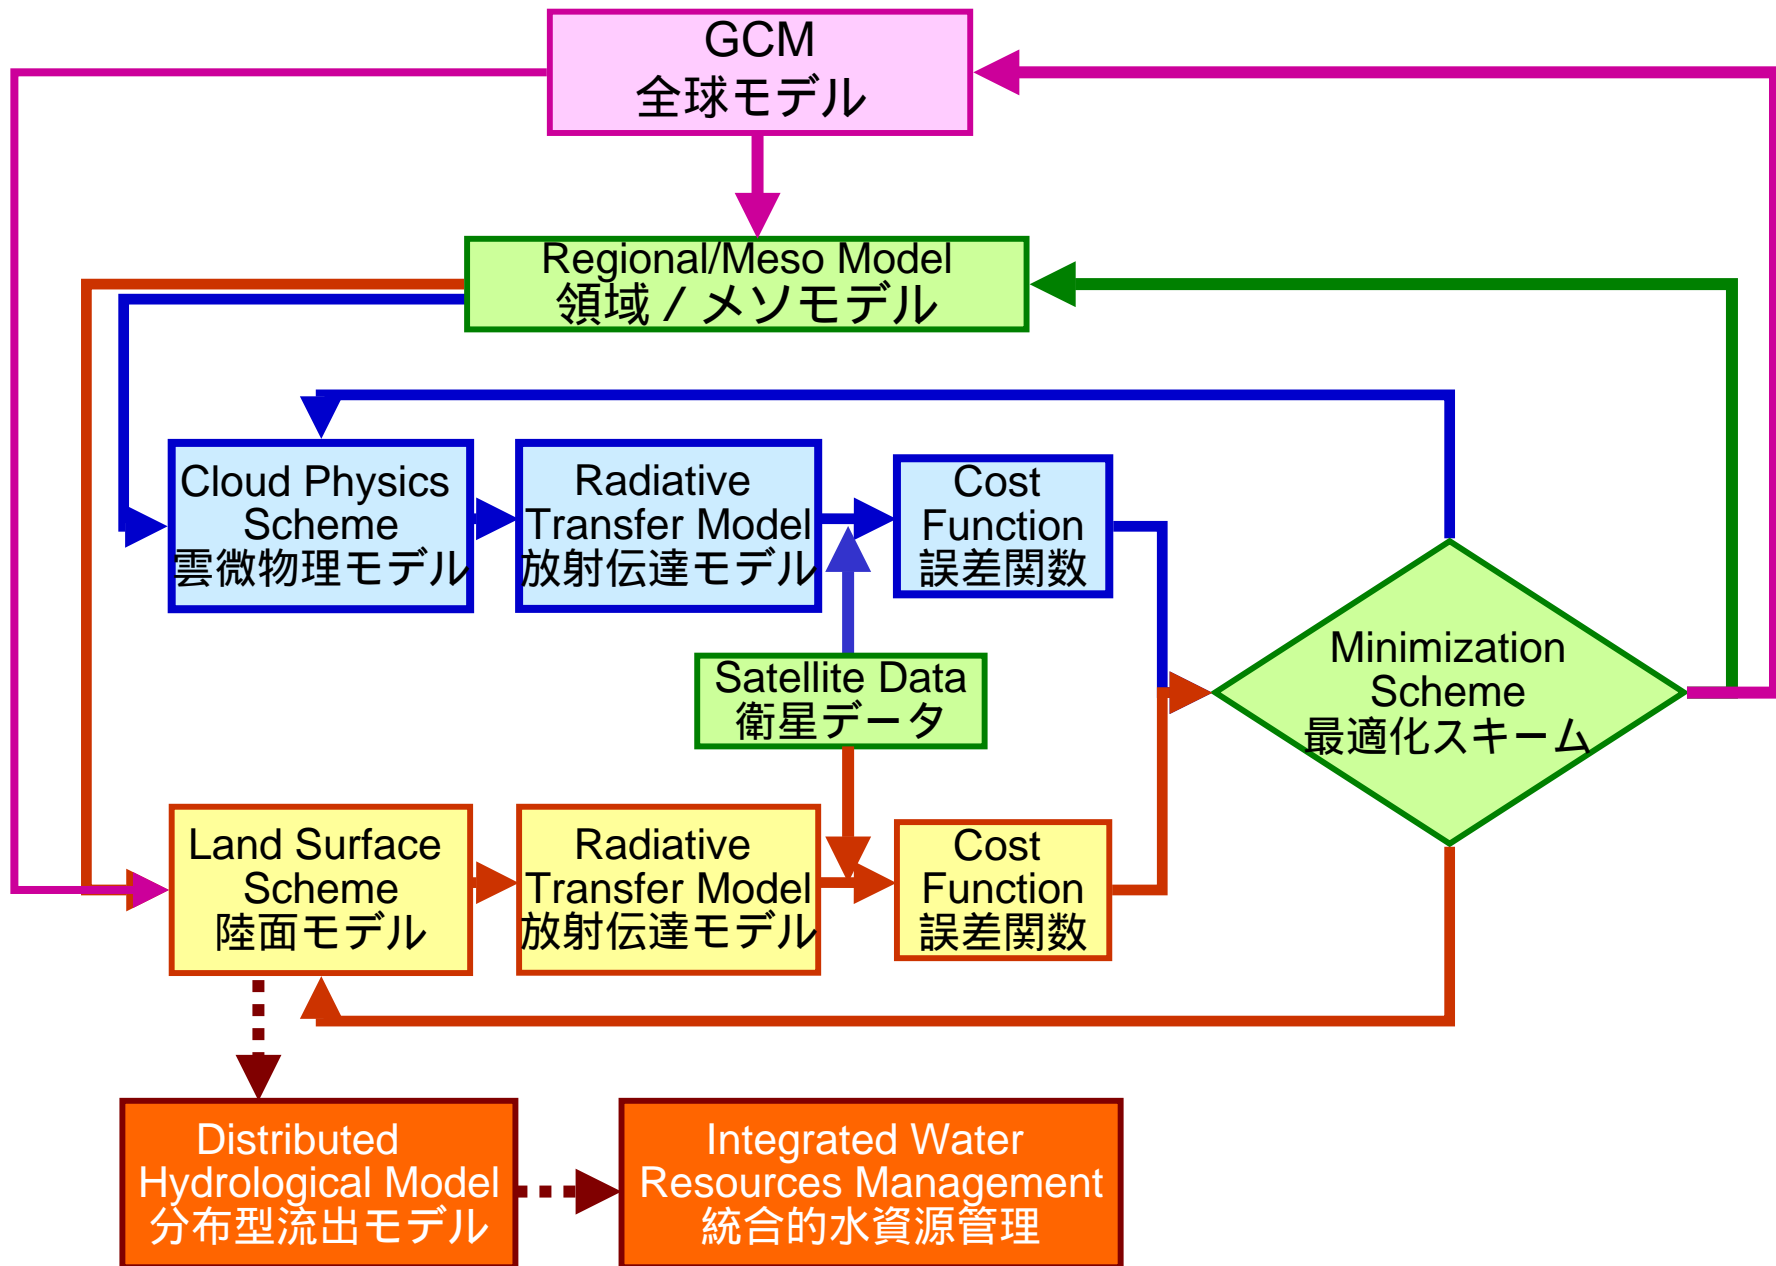 GCM
全球モデル
Regional/Meso Model
領域 / メソモデル
Cloud Physics
Scheme
雲微物理モデル
Radiative
Transfer Model
放射伝達モデル
Cost
Function
誤差関数
Satellite Data
衛星データ
Minimization
Scheme
最適化スキーム
Land Surface
Scheme
陸面モデル
Radiative
Transfer Model
放射伝達モデル
Cost
Function
誤差関数
Distributed
Hydrological Model
分布型流出モデル
Integrated Water
Resources Management
統合的水資源管理